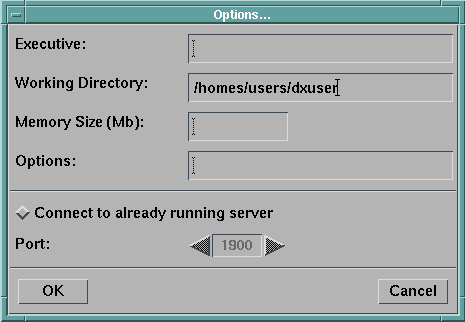 Options...
Executive:
Working Directory: /homes/users/dxuser
Memory Size (Mb):
Options:
Connect to already running server
Port: 1900
OK Cancel